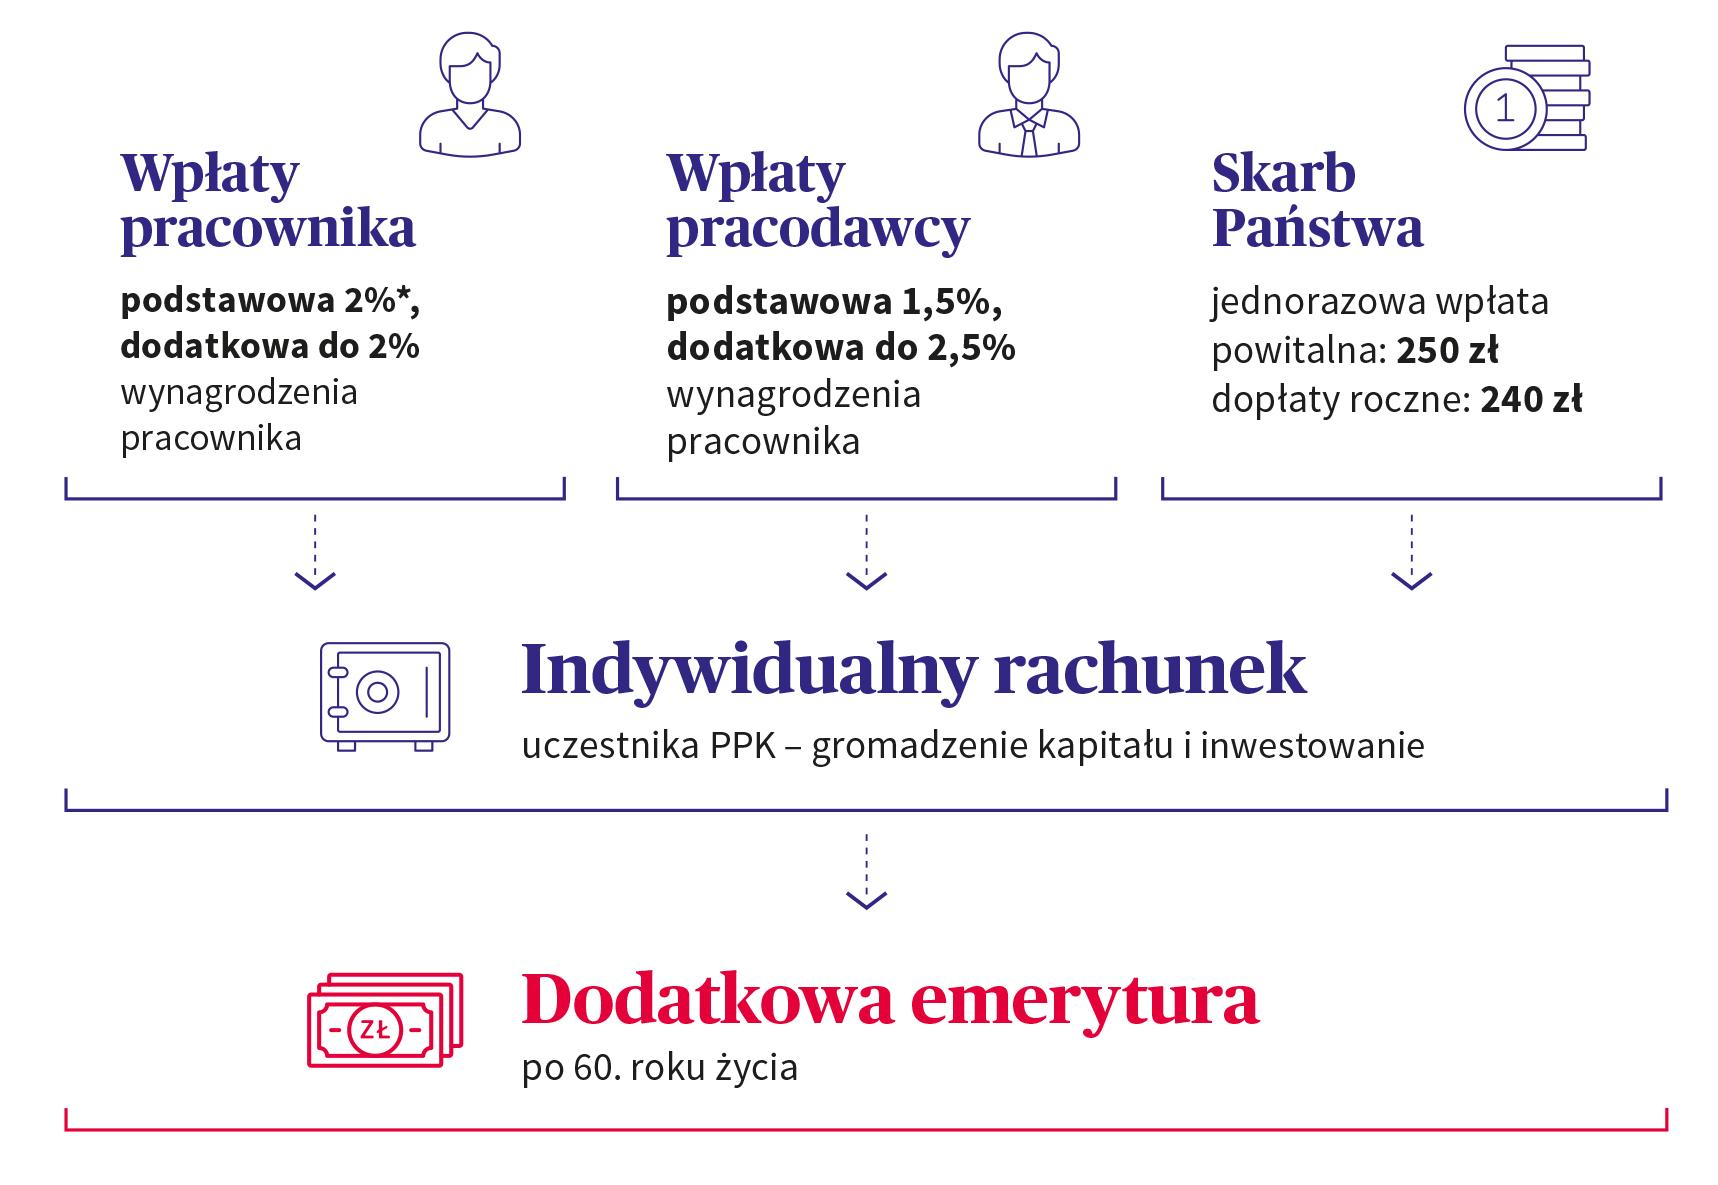 Wpłaty
pracownika
podstawowa 2%*,
dodatkowa do 2%
wynagrodzenia
pracownika
Wpłaty
pracodawcy
podstawowa 1,5%,
dodatkowa do 2,5%
wynagrodzenia
pracownika
1
Skarb
Państwa
jednorazowa wpłata
powitalna: 250 zł
dopłaty roczne: 240 zł
Indywidualny rachunek
uczestnika PPK – gromadzenie kapitału i inwestowanie
ZŁ
Dodatkowa emerytura
po 60. roku życia